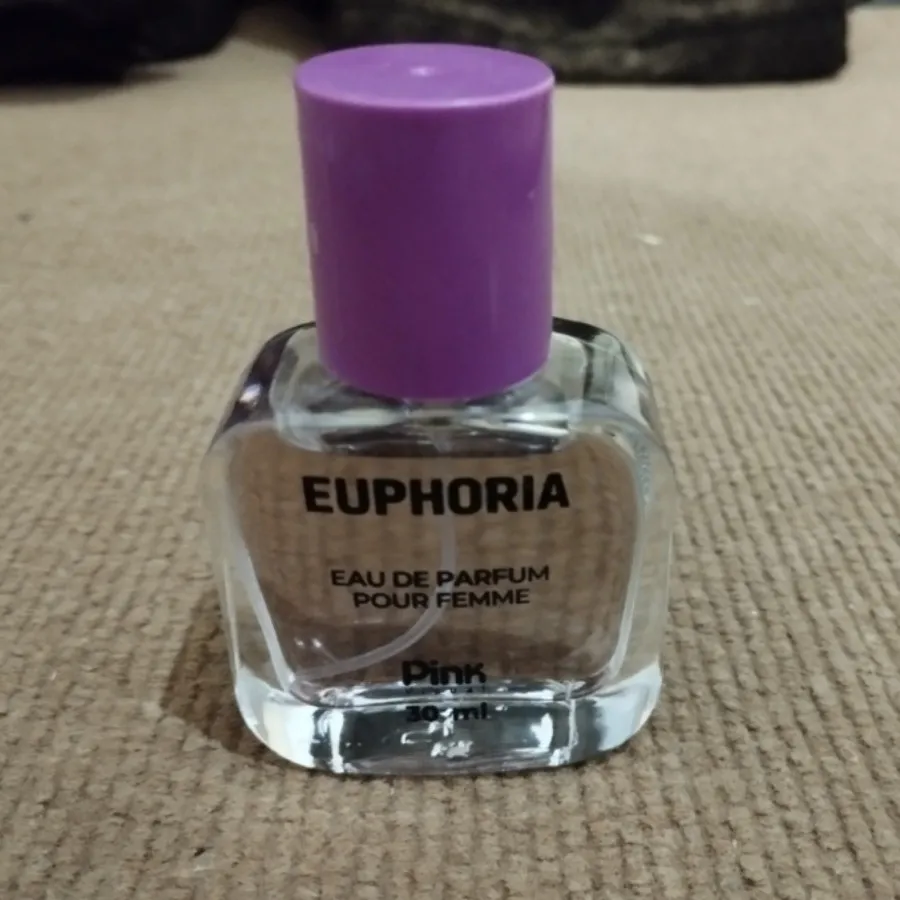 EUPHORIA
EAU DE PARFUM
POUR FEMME
Pink
30 ml